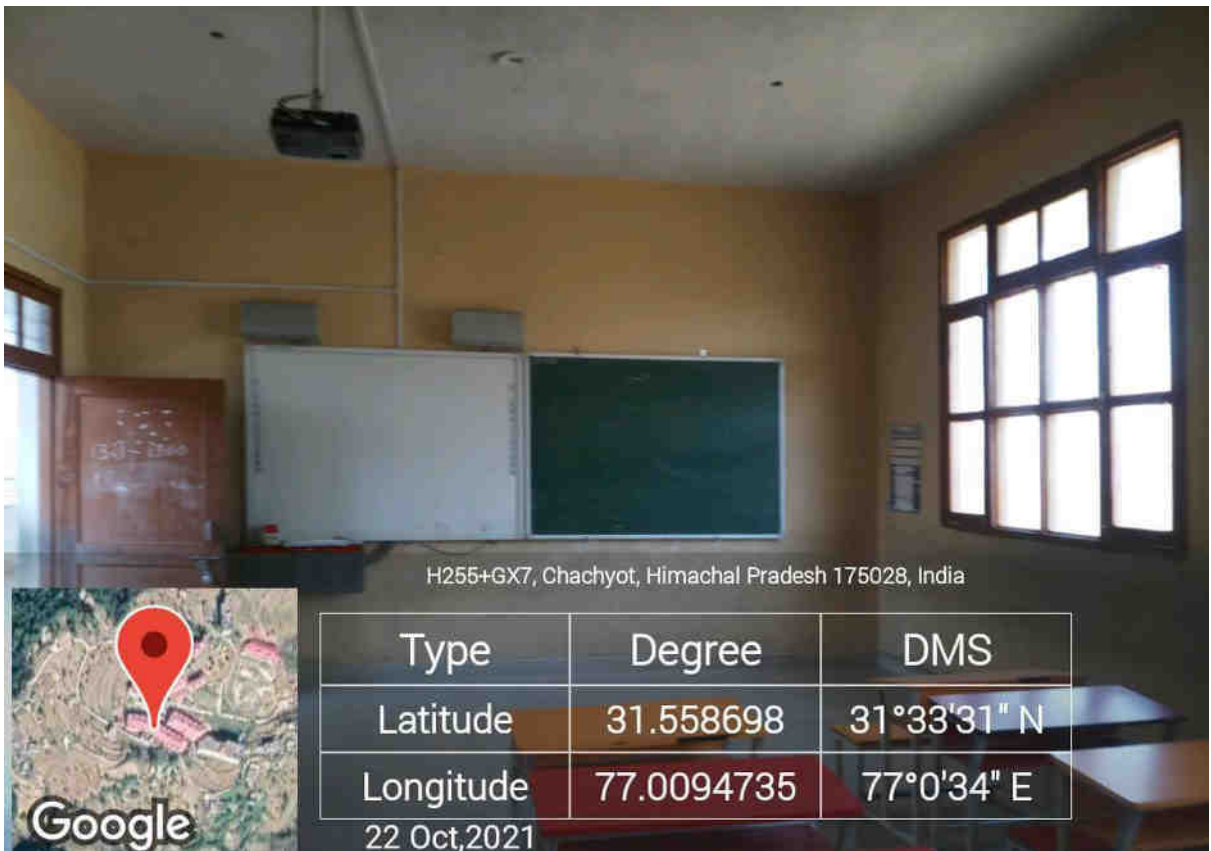 H255+GX7, Chachyot, Himachal Pradesh 175028, India
Type Degree DMS
Latitude 31.558698 31°33'31" N
Longitude 77.0094735 77°0'34" E
22 Oct,2021
Google